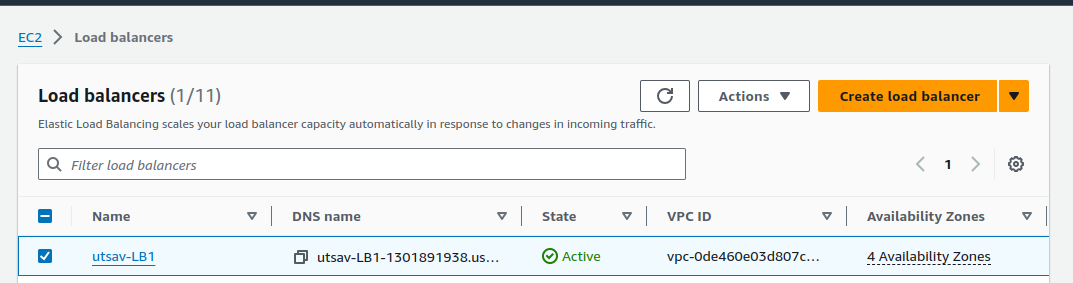 EC2 > Load balancers
Load balancers (1/11)
Actions
Create load balancer
Elastic Load Balancing scales your load balancer capacity automatically in response to changes in incoming traffic.
Filter load balancers
1
Name DNS name State VPC ID Availability Zones
utsav-LB1 utsav-LB1-1301891938.us... Active vpc-0de460e03d807c... 4 Availability Zones